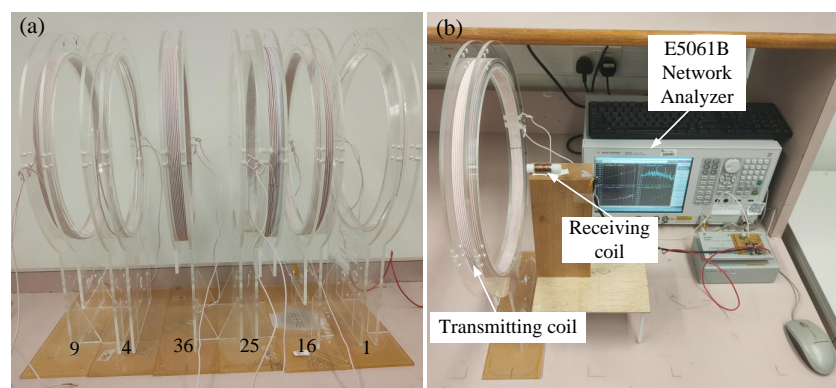 (a)
9 4 36 25 16 1
(b)
E5061B
Network
Analyzer
Receiving
coil
Transmitting coil